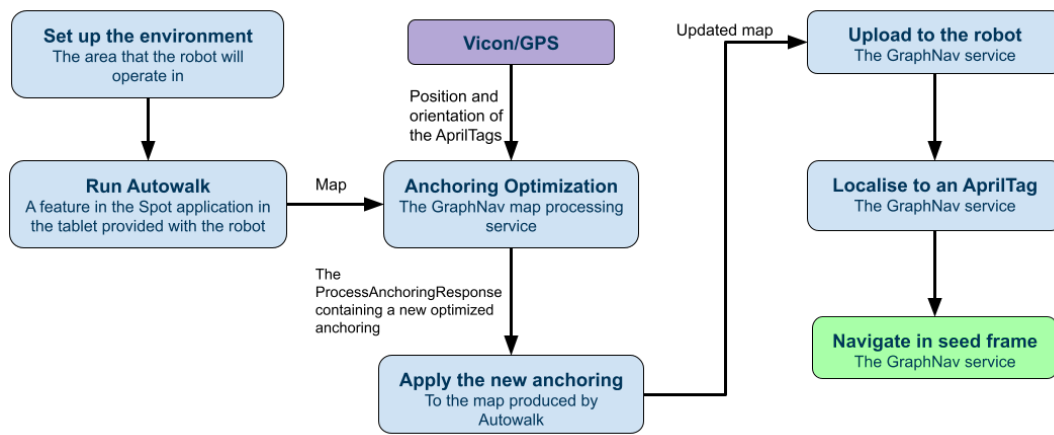 Set up the environment
The area that the robot will
operate in
Run Autowalk
A feature in the Spot application in
the tablet provided with the robot
Map
Vicon/GPS
Position and
orientation of
the AprilTags
Anchoring Optimization
The GraphNav map processing
service
The
ProcessAnchoringResponse
containing a new optimized
anchoring
Apply the new anchoring
To the map produced by
Autowalk
Updated map
Upload to the robot
The GraphNav service
Localise to an AprilTag
The GraphNav service
Navigate in seed frame
The GraphNav service